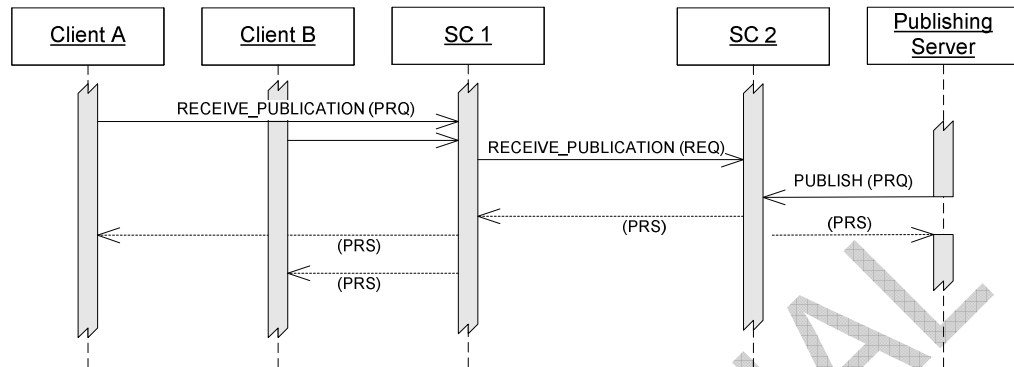 Client A
Client B
SC 1
SC 2
Publishing
Server
RECEIVE_PUBLICATION (PRQ)
RECEIVE_PUBLICATION (REQ)
PUBLISH (PRQ)
(PRS)
(PRS)
(PRS)
(PRS)